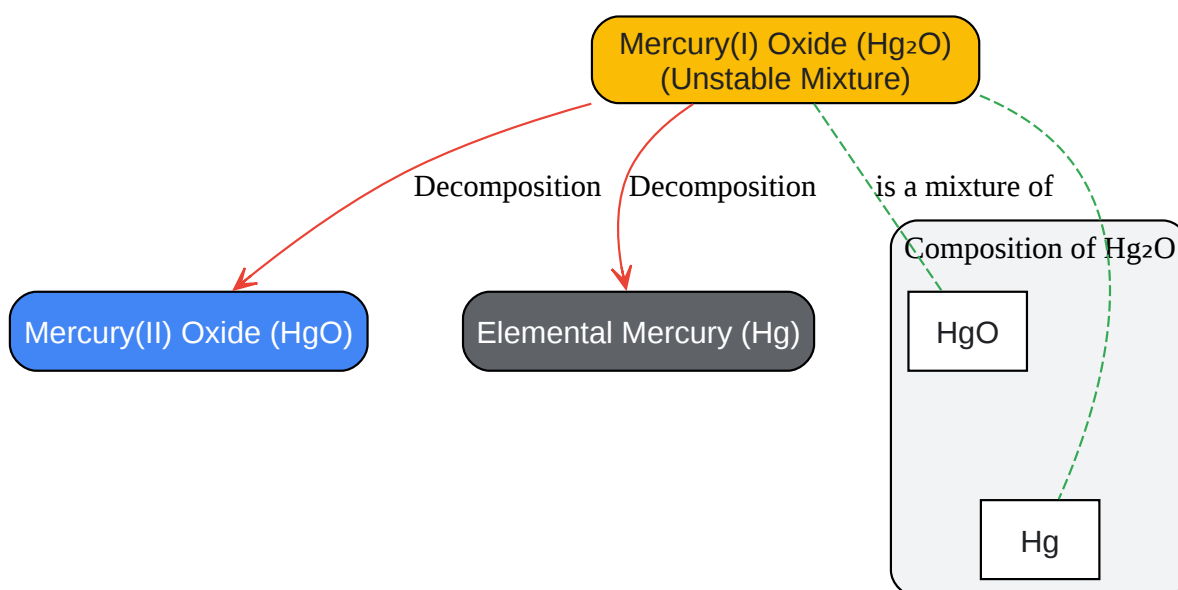 Mercury(I) Oxide (Hg₂O)
(Unstable Mixture)
Decomposition
Decomposition
is a mixture of
Composition of Hg₂O
Mercury(II) Oxide (HgO)
Elemental Mercury (Hg)
HgO
Hg